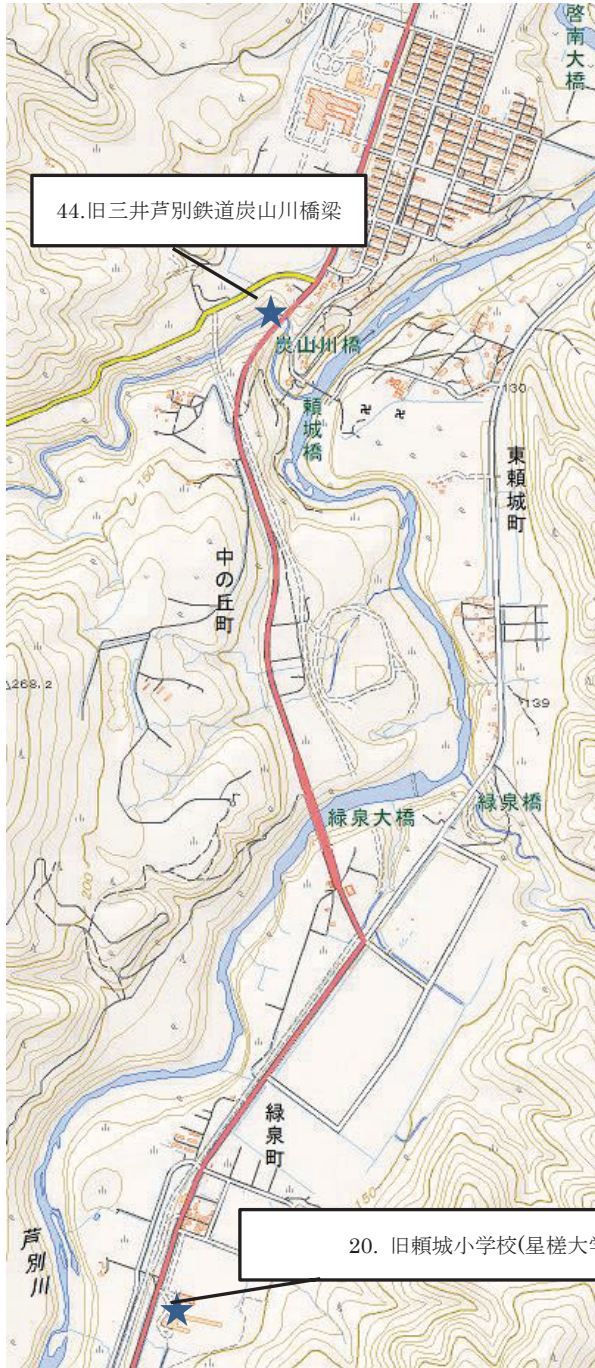 啓南大橋
44.旧三井芦別鉄道炭山川橋梁
炭山川橋
頼城橋
130
東頼城町
150
中の丘町
268.2
139
緑泉大橋
緑泉橋
200
緑泉町
150
芦別川
20. 旧頼城小学校(星槎大学